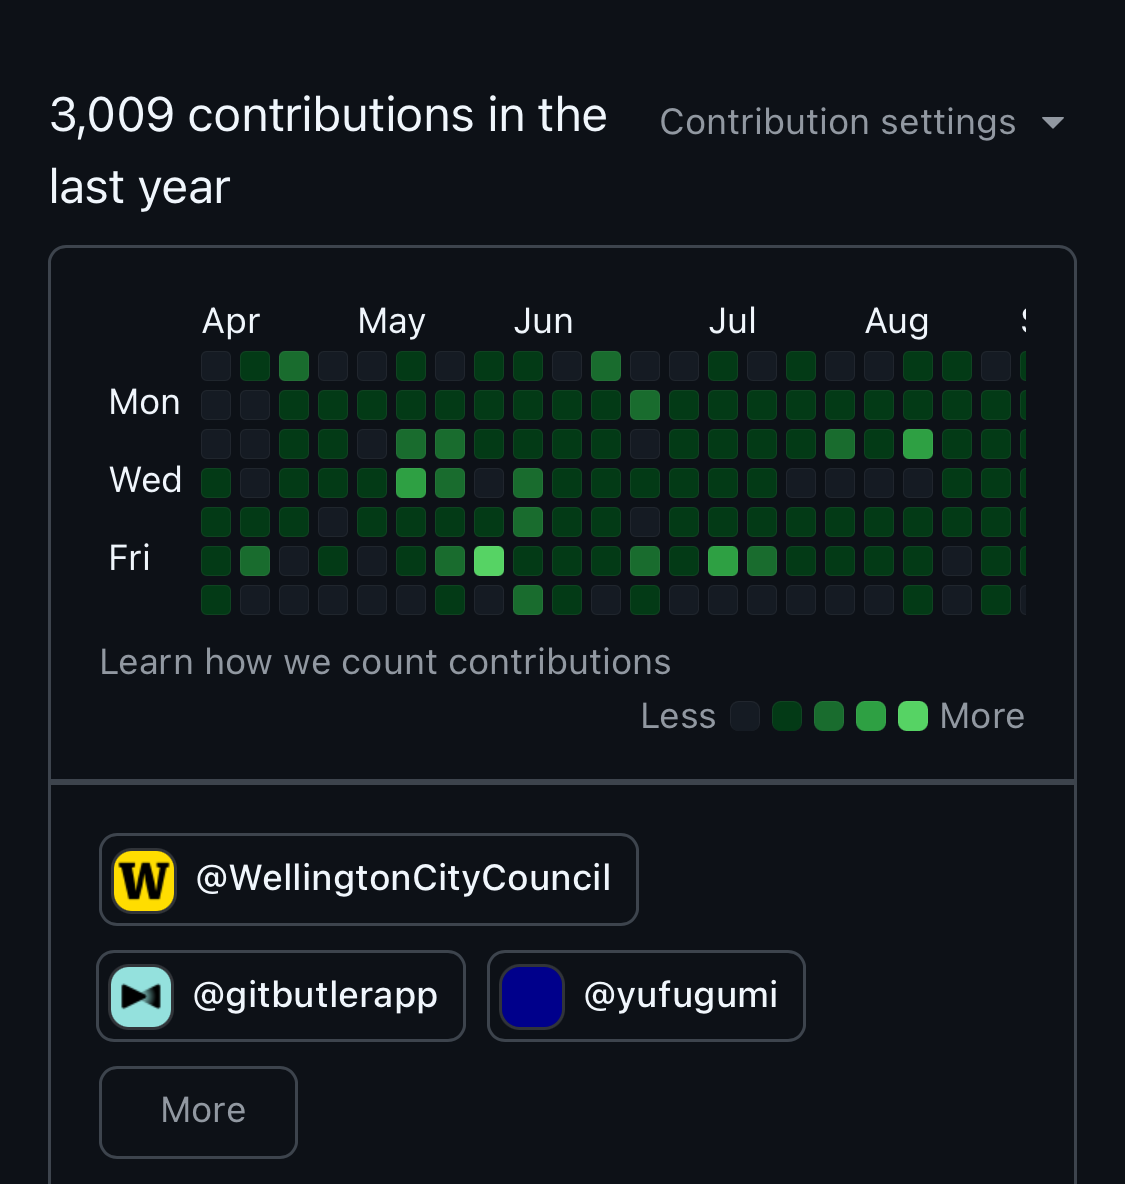 3,009 contributions in the
last year
Contribution settings
Apr May Jun Jul Aug
Mon
Wed
Fri
Learn how we count contributions
Less More
W @WellingtonCityCouncil
@gitbutlerapp @yufugumi
More